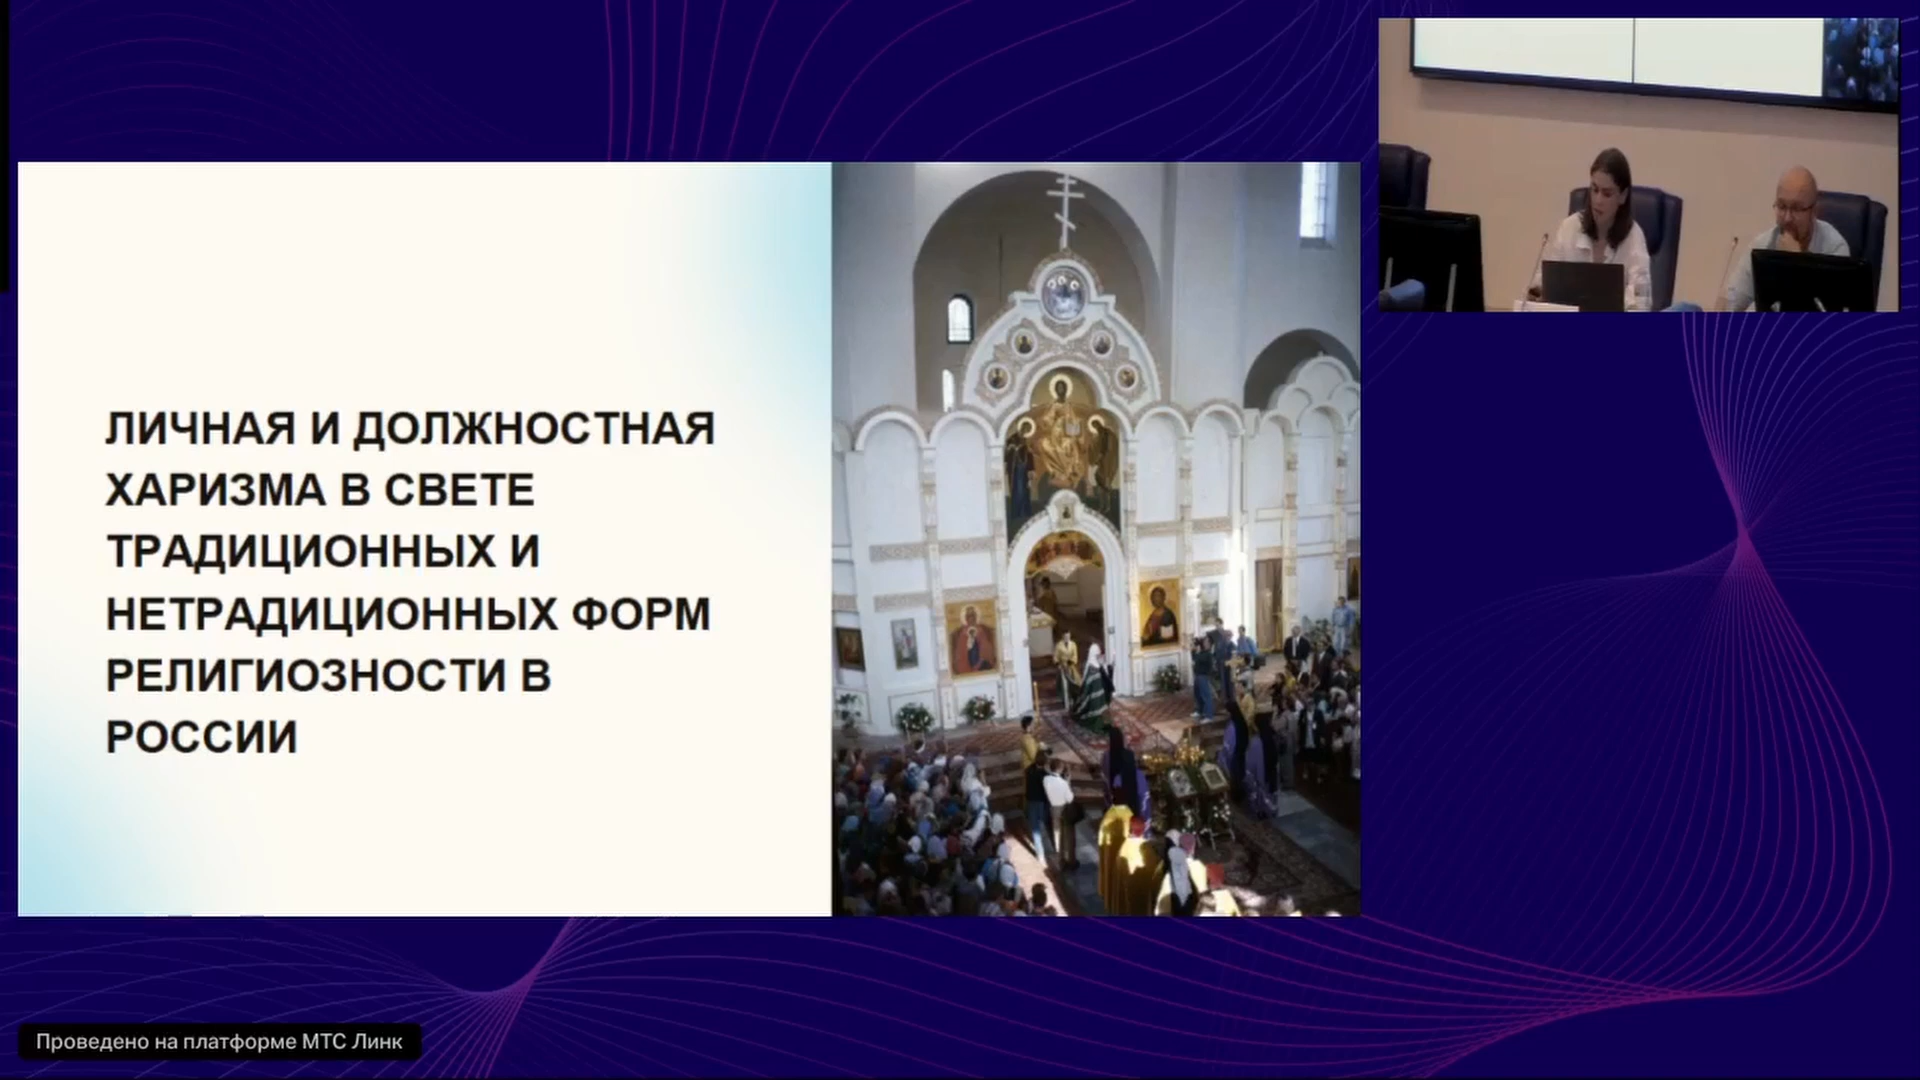 ЛИЧНАЯ И ДОЛЖНОСТНАЯ
ХАРИЗМА В СВЕТЕ
ТРАДИЦИОННЫХ И
НЕТРАДИЦИОННЫХ ФОРМ
РЕЛИГИОЗНОСТИ В
РОССИИ
Проведено на платформе МТС Линк